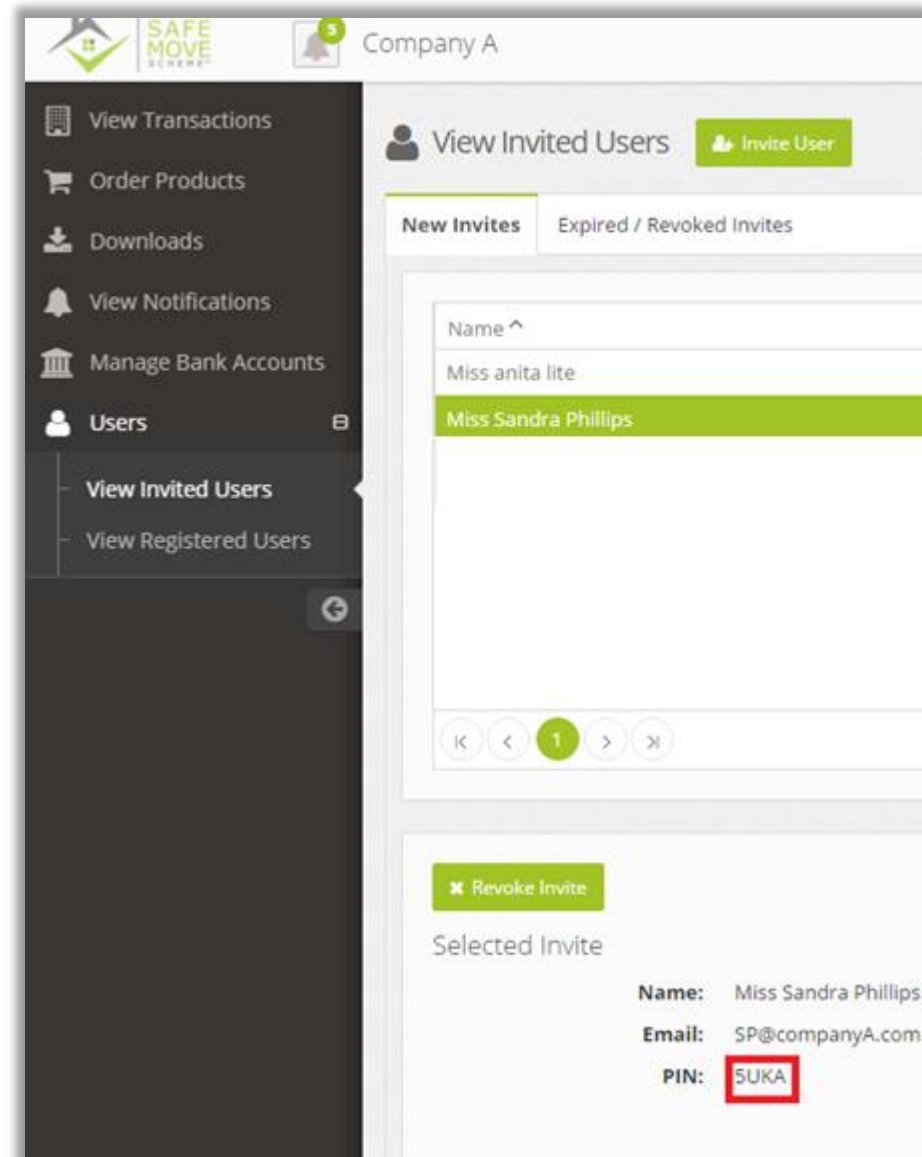 SAFE
MOVE
SCHEME
5
Company A
View Transactions
Order Products
Downloads
View Notifications
Manage Bank Accounts
Users
View Invited Users
View Registered Users
View Invited Users
Invite User
New Invites
Expired / Revoked Invites
Name
Miss anita lite
Miss Sandra Phillips
1
Revoke Invite
Selected Invite
Name: Miss Sandra Phillips
Email: SP@companyA.com
PIN: 5UKA